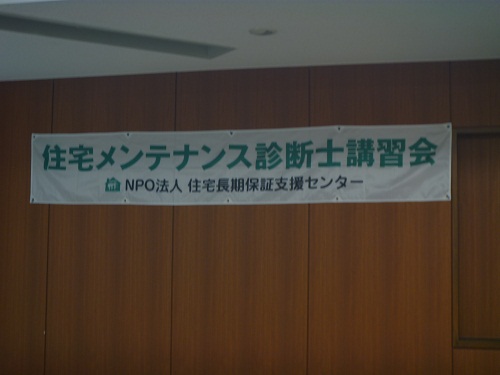 住宅メンテナンス診断士講習会
NPO法人 住宅長期保証支援センター